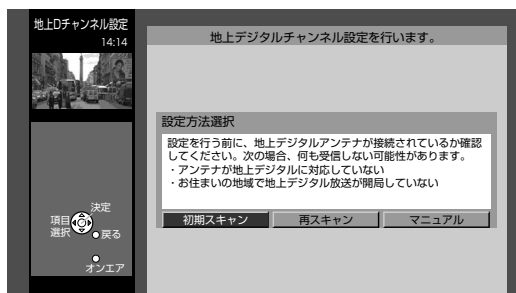 地上Dチャンネル設定
14:14
地上デジタルチャンネル設定を行います。
設定方法選択
設定を行う前に、地上デジタルアンテナが接続されているか確認
してください。次の場合、何も受信しない可能性があります。
・アンテナが地上デジタルに対応していない
・お住まいの地域で地上デジタル放送が開局していない
初期スキャン 再スキャン マニュアル
決定
項目
選択
戻る
オンエア